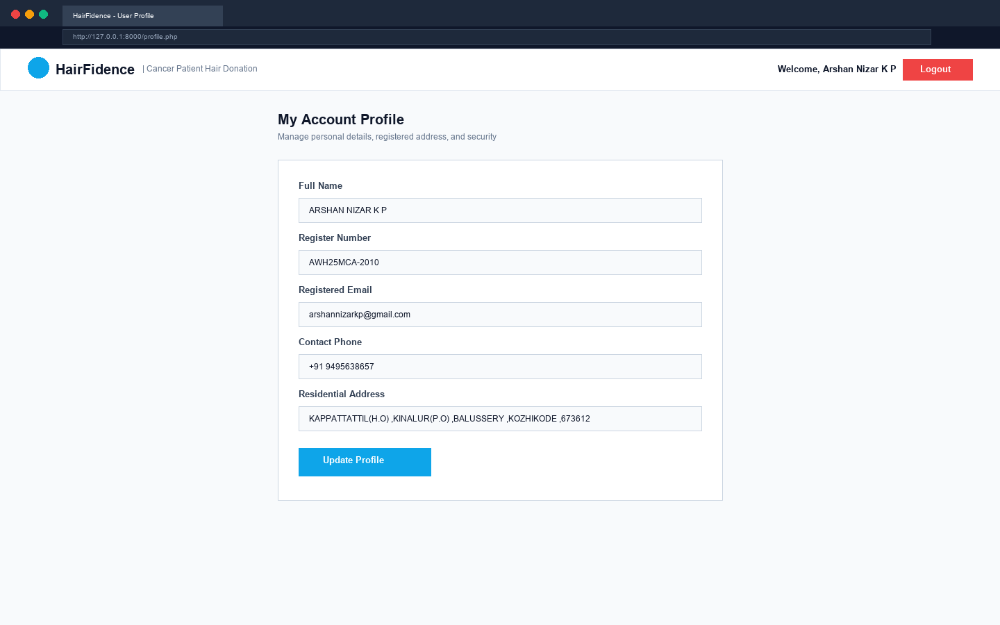 HairFidence - User Profile
http://127.0.0.1:8000/profile.php
HairFidence | Cancer Patient Hair Donation
Welcome, Arshan Nizar K P
Logout
My Account Profile
Manage personal details, registered address, and security
Full Name
ARSHAN NIZAR K P
Register Number
AWH25MCA-2010
Registered Email
arshannizarkp@gmail.com
Contact Phone
+91 9495638657
Residential Address
KAPPATTATTIL(H.O) ,KINALUR(P.O) ,BALUSSERY ,KOZHIKODE ,673612
Update Profile